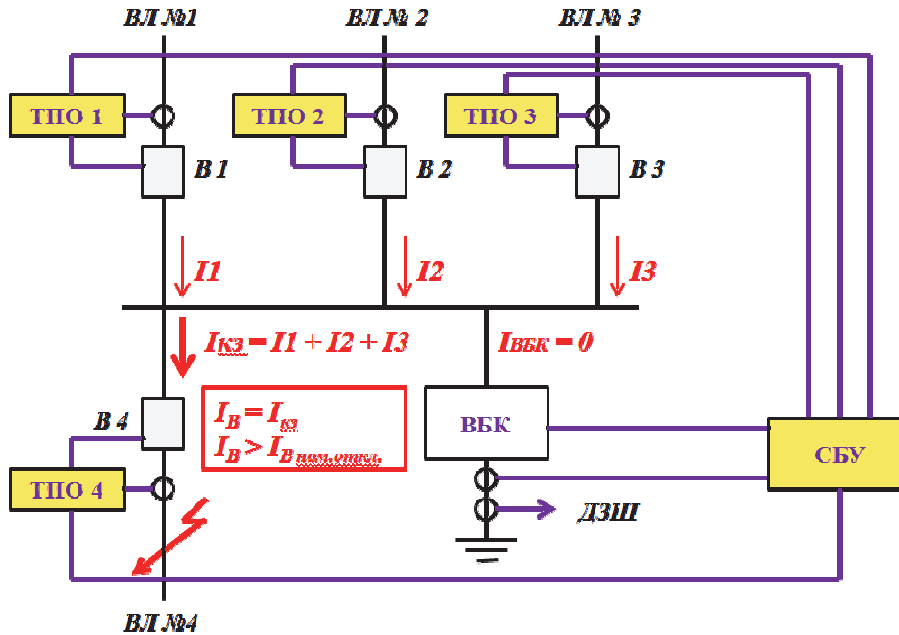 ВЛ №1
ВЛ № 2
ВЛ № 3
ТПО 1
ТПО 2
ТПО 3
В 1
В 2
В 3
I1
I2
I3
Iкз = I1 + I2 + I3
IВБК = 0
В 4
IВ = Iкз
IВ > IВ ном.откл.
ВБК
СБУ
ТПО 4
ДЗШ
ВЛ №4